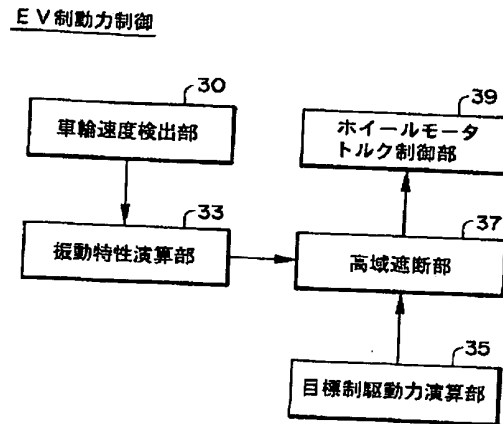 EV制動力制御
30
車輪速度検出部
39
ホイールモータ
トルク制御部
33
振動特性演算部
37
高域遮断部
35
目標制駆動力演算部